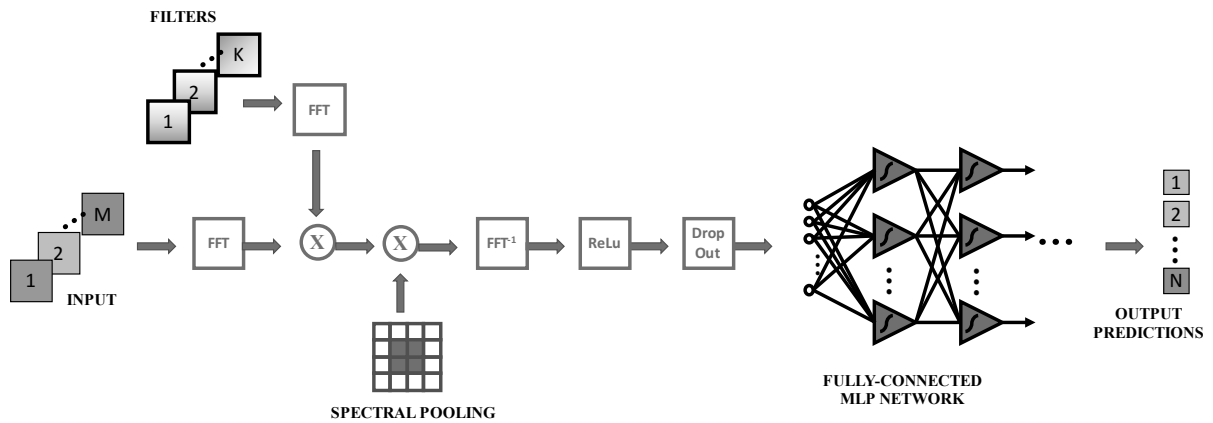 FILTERS
K
2
1
FFT
M
2
1
INPUT
FFT
X
X
FFT-1
ReLu
Drop
Out
1
2
N
OUTPUT
PREDICTIONS
SPECTRAL POOLING
FULLY-CONNECTED
MLP NETWORK